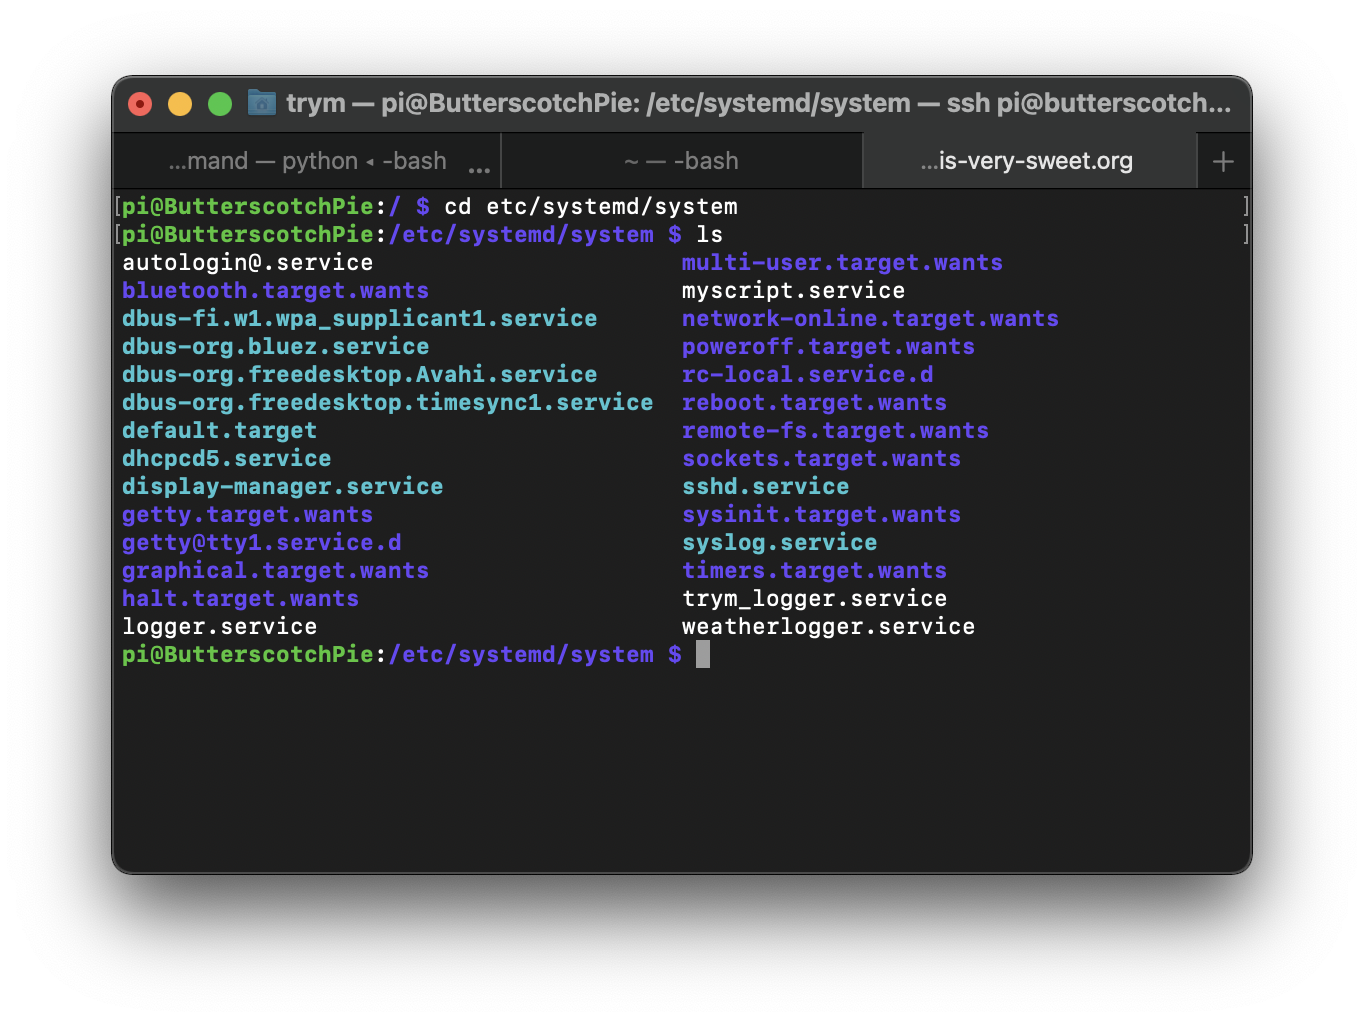 trym — pi@ButterscotchPie: /etc/systemd/system — ssh pi@butterscotch...
...mand — python ◂ -bash ...
~ — -bash
...is-very-sweet.org
+
[pi@ButterscotchPie:/ $ cd etc/systemd/system ]
[pi@ButterscotchPie:/etc/systemd/system $ ls ]
autologin@.service multi-user.target.wants
bluetooth.target.wants myscript.service
dbus-fi.w1.wpa_supplicant1.service network-online.target.wants
dbus-org.bluez.service poweroff.target.wants
dbus-org.freedesktop.Avahi.service rc-local.service.d
dbus-org.freedesktop.timesync1.service reboot.target.wants
default.target remote-fs.target.wants
dhcpcd5.service sockets.target.wants
display-manager.service sshd.service
getty.target.wants sysinit.target.wants
getty@tty1.service.d syslog.service
graphical.target.wants timers.target.wants
halt.target.wants trym_logger.service
logger.service weatherlogger.service
pi@ButterscotchPie:/etc/systemd/system $